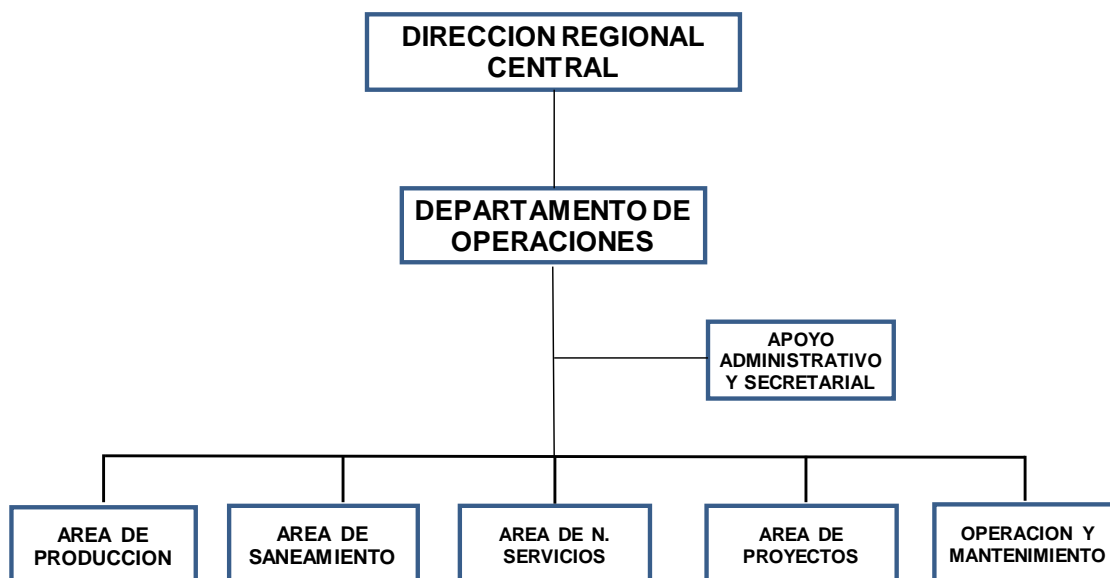 DIRECCION REGIONAL
CENTRAL
DEPARTAMENTO DE
OPERACIONES
APOYO
ADMINISTRATIVO
Y SECRETARIAL
AREA DE
PRODUCCION
AREA DE
SANEAMIENTO
AREA DE N.
SERVICIOS
AREA DE
PROYECTOS
OPERACION Y
MANTENIMIENTO